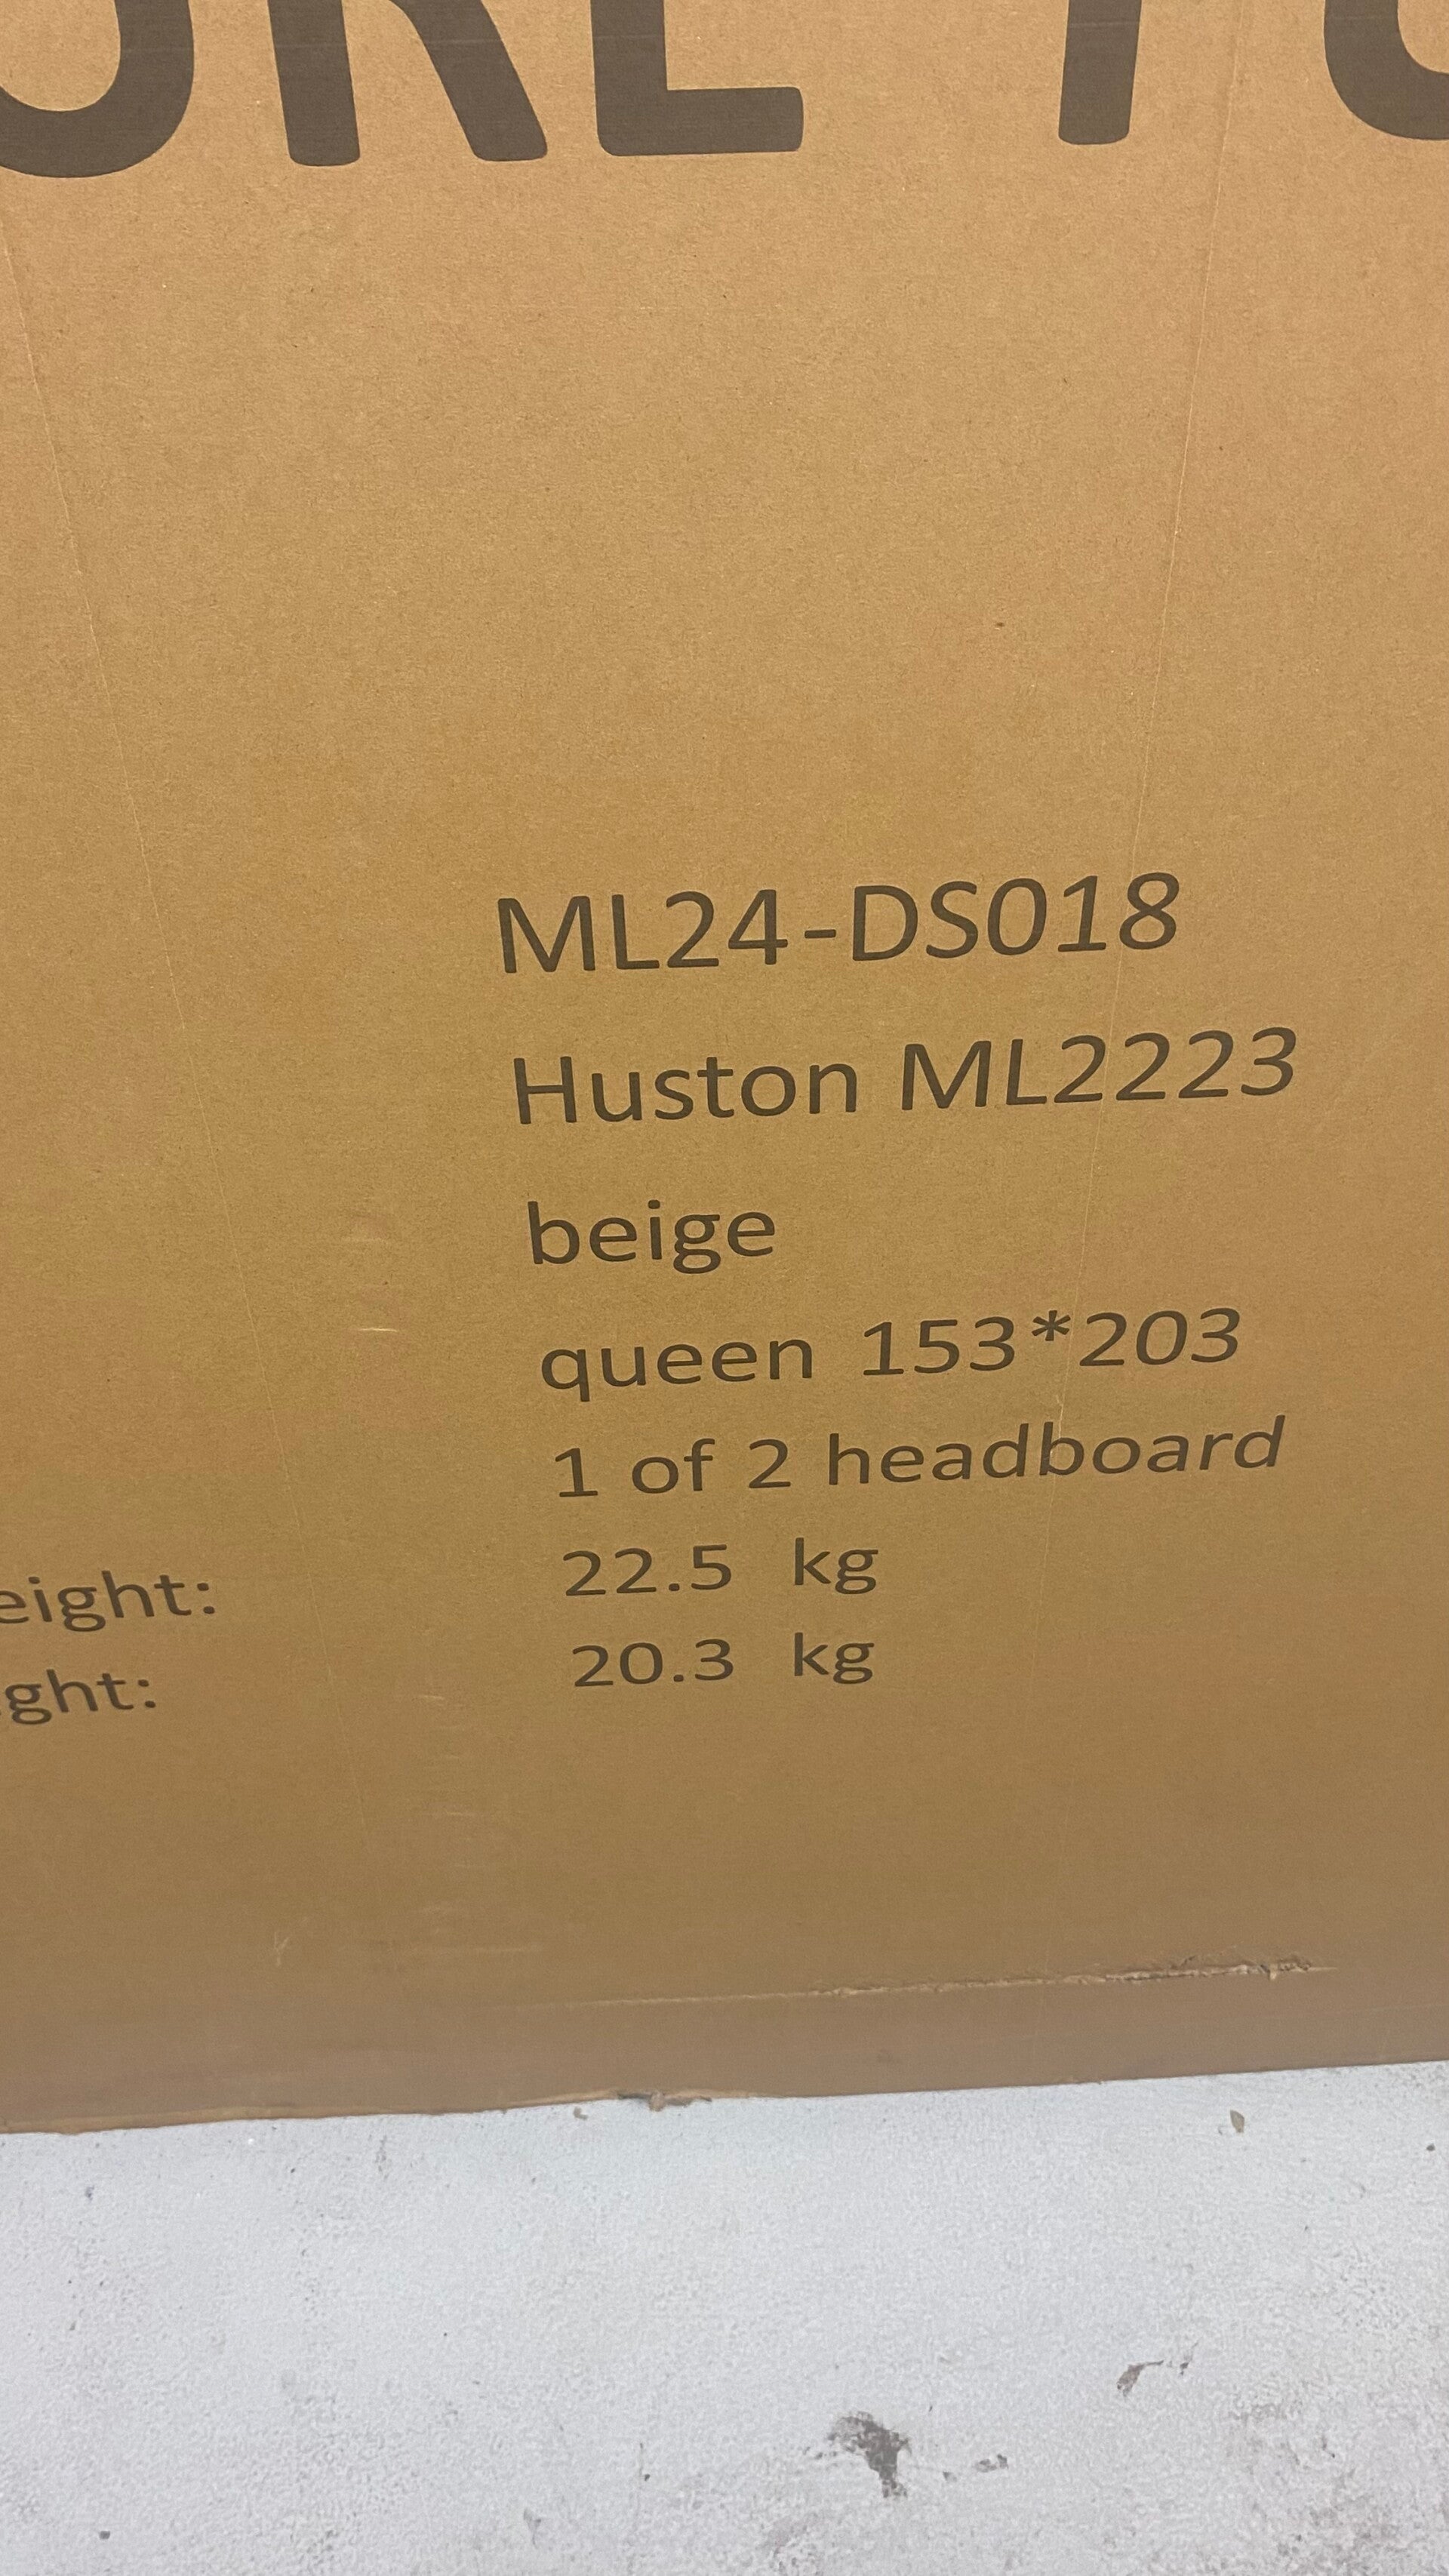 ML24-DS018
Huston ML2223
beige
queen 153*203
1 of 2 headboard
eight: 22.5 kg
ght: 20.3 kg